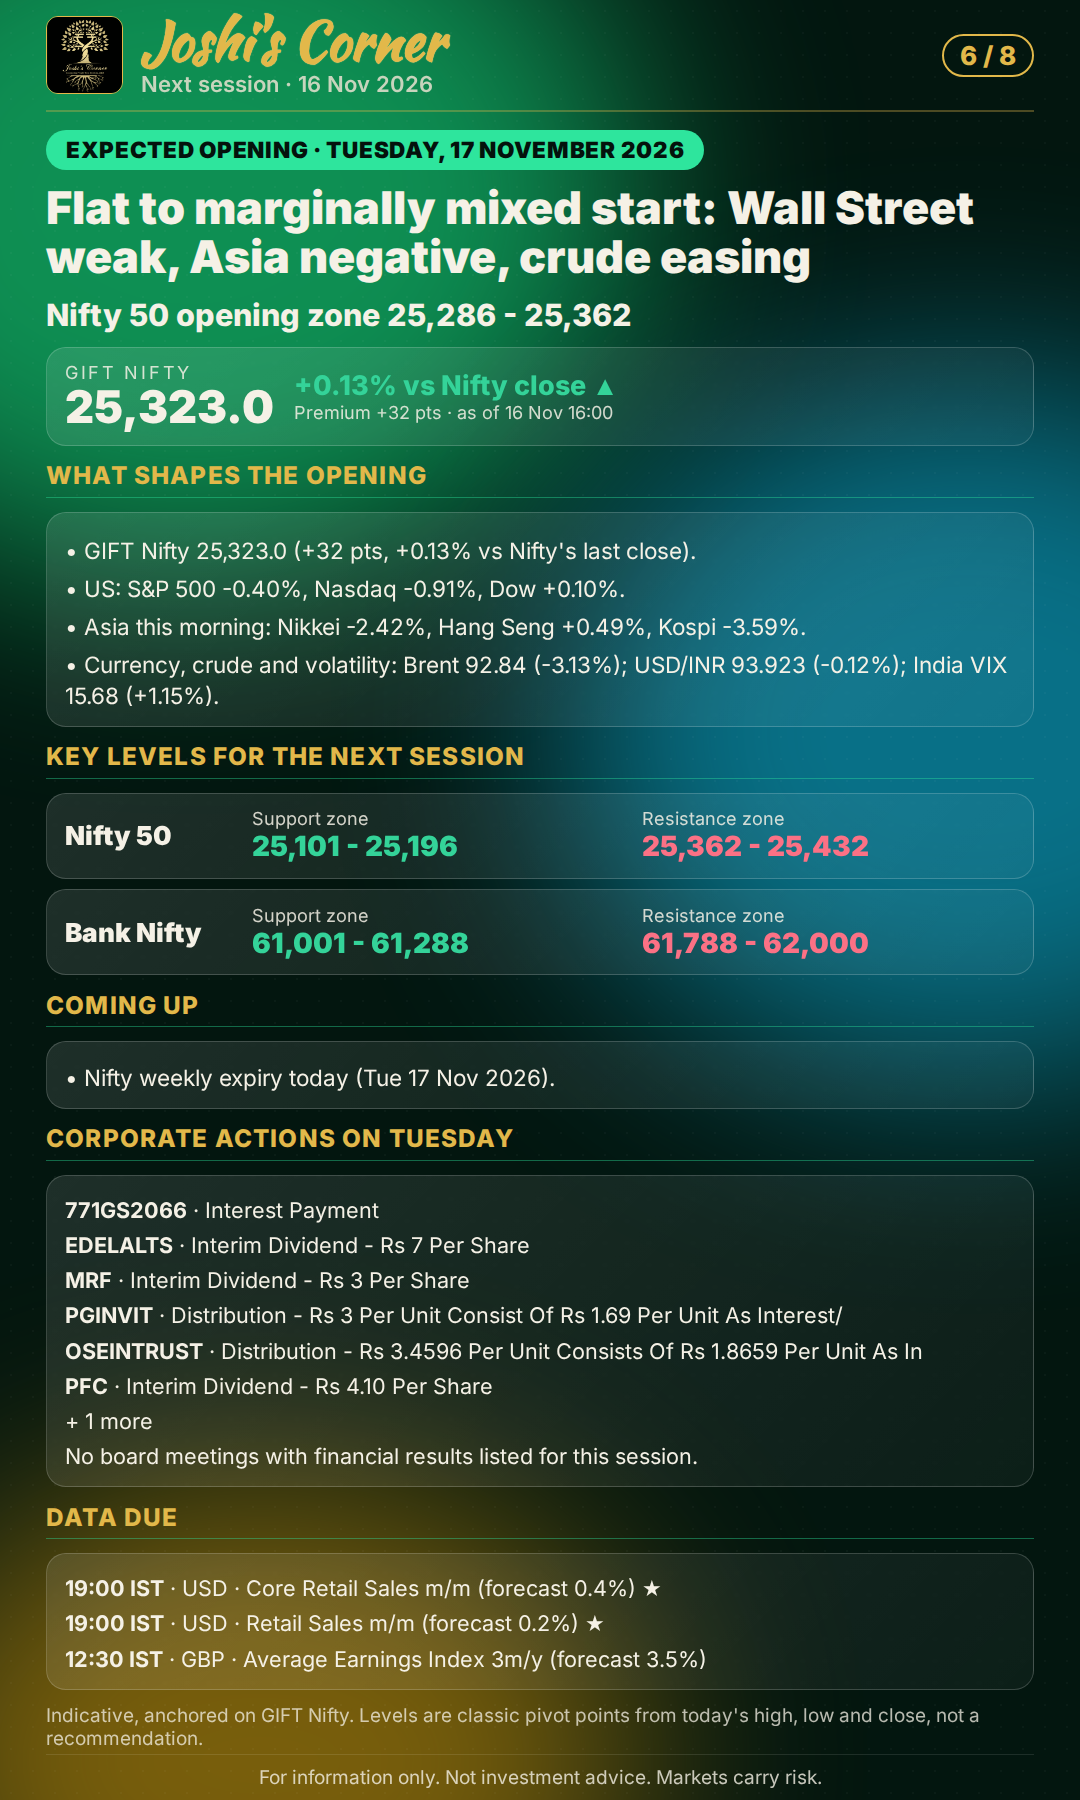 Joshi's Corner
Joshi's Corner
Next session · 16 Nov 2026
6 / 8
EXPECTED OPENING · TUESDAY, 17 NOVEMBER 2026
Flat to marginally mixed start: Wall Street
weak, Asia negative, crude easing
Nifty 50 opening zone 25,286 - 25,362
GIFT NIFTY
25,323.0
+0.13% vs Nifty close ▲
Premium +32 pts · as of 16 Nov 16:00
WHAT SHAPES THE OPENING
• GIFT Nifty 25,323.0 (+32 pts, +0.13% vs Nifty's last close).
• US: S&P 500 -0.40%, Nasdaq -0.91%, Dow +0.10%.
• Asia this morning: Nikkei -2.42%, Hang Seng +0.49%, Kospi -3.59%.
• Currency, crude and volatility: Brent 92.84 (-3.13%); USD/INR 93.923 (-0.12%); India VIX
15.68 (+1.15%).
KEY LEVELS FOR THE NEXT SESSION
Nifty 50
Support zone
25,101 - 25,196
Resistance zone
25,362 - 25,432
Bank Nifty
Support zone
61,001 - 61,288
Resistance zone
61,788 - 62,000
COMING UP
• Nifty weekly expiry today (Tue 17 Nov 2026).
CORPORATE ACTIONS ON TUESDAY
771GS2066 · Interest Payment
EDELALTS · Interim Dividend - Rs 7 Per Share
MRF · Interim Dividend - Rs 3 Per Share
PGINVIT · Distribution - Rs 3 Per Unit Consist Of Rs 1.69 Per Unit As Interest/
OSEINTRUST · Distribution - Rs 3.4596 Per Unit Consists Of Rs 1.8659 Per Unit As In
PFC · Interim Dividend - Rs 4.10 Per Share
+ 1 more
No board meetings with financial results listed for this session.
DATA DUE
19:00 IST · USD · Core Retail Sales m/m (forecast 0.4%) ★
19:00 IST · USD · Retail Sales m/m (forecast 0.2%) ★
12:30 IST · GBP · Average Earnings Index 3m/y (forecast 3.5%)
Indicative, anchored on GIFT Nifty. Levels are classic pivot points from today's high, low and close, not a
recommendation.
For information only. Not investment advice. Markets carry risk.